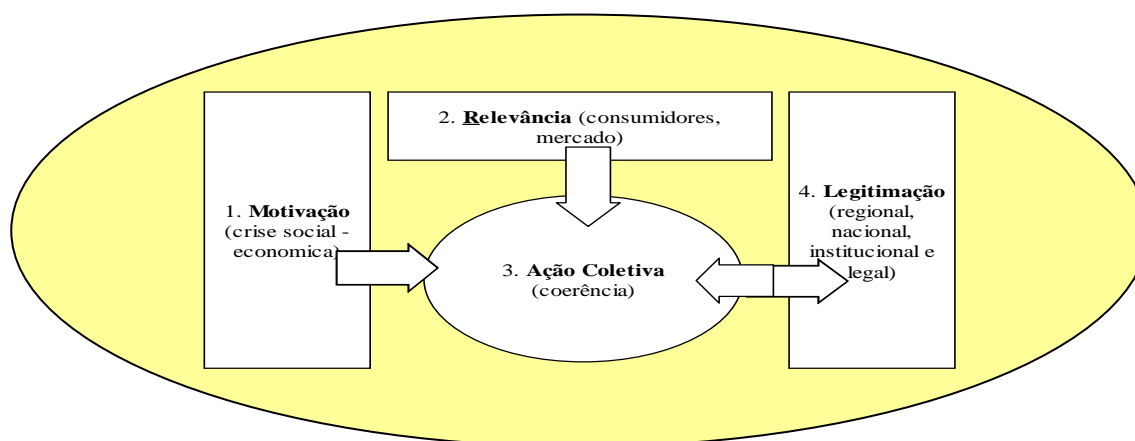 1. Motivação
(crise social -
economica)
2. Relevância (consumidores,
mercado)
3. Ação Coletiva
(coerência)
4. Legitimação
(regional,
nacional,
institucional e
legal)